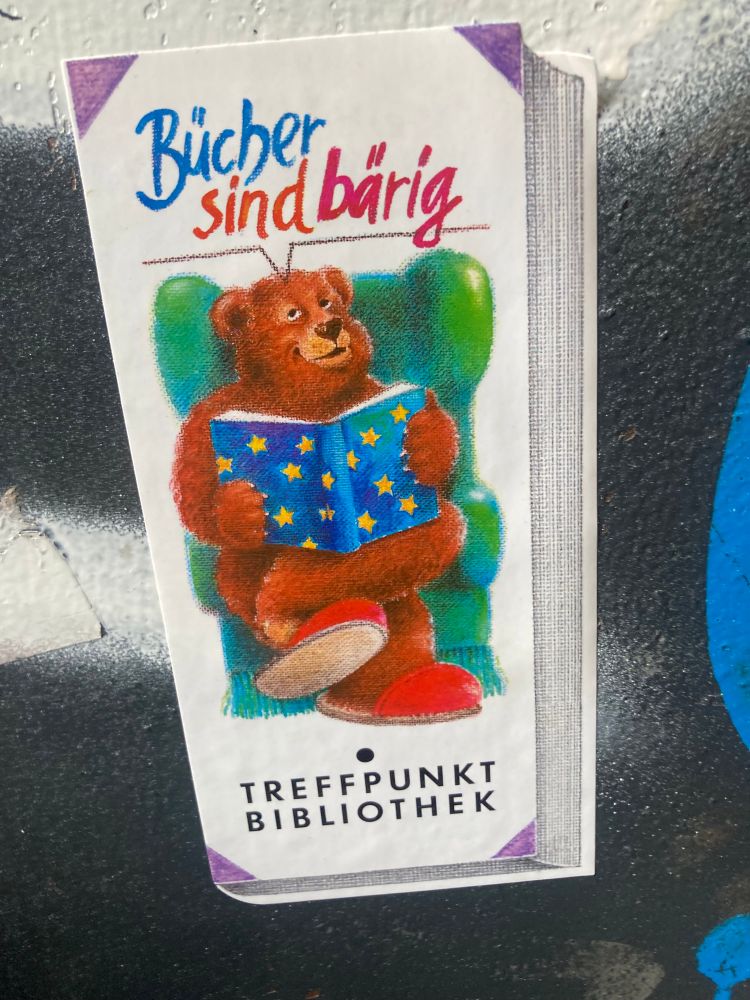 Bücher
sind bärig
TREFFPUNKT
BIBLIOTHEK